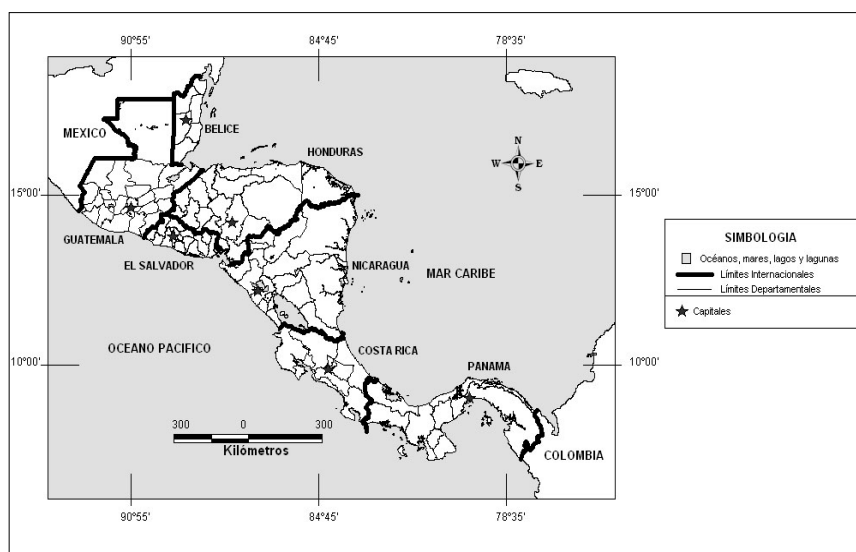 90°55' 84°45' 78°35'
MEXICO
BELICE
HONDURAS
N
W E
S
15°00' 15°00'
GUATEMALA
EL SALVADOR
NICARAGUA
MAR CARIBE
OCEANO PACIFICO
COSTA RICA
PANAMA
10°00' 10°00'
300 0 300
Kilómetros
COLOMBIA
90°55' 84°45' 78°35'
SIMBOLOGIA
Océanos, mares, lagos y lagunas
Límites Internacionales
Límites Departamentales
Capitales